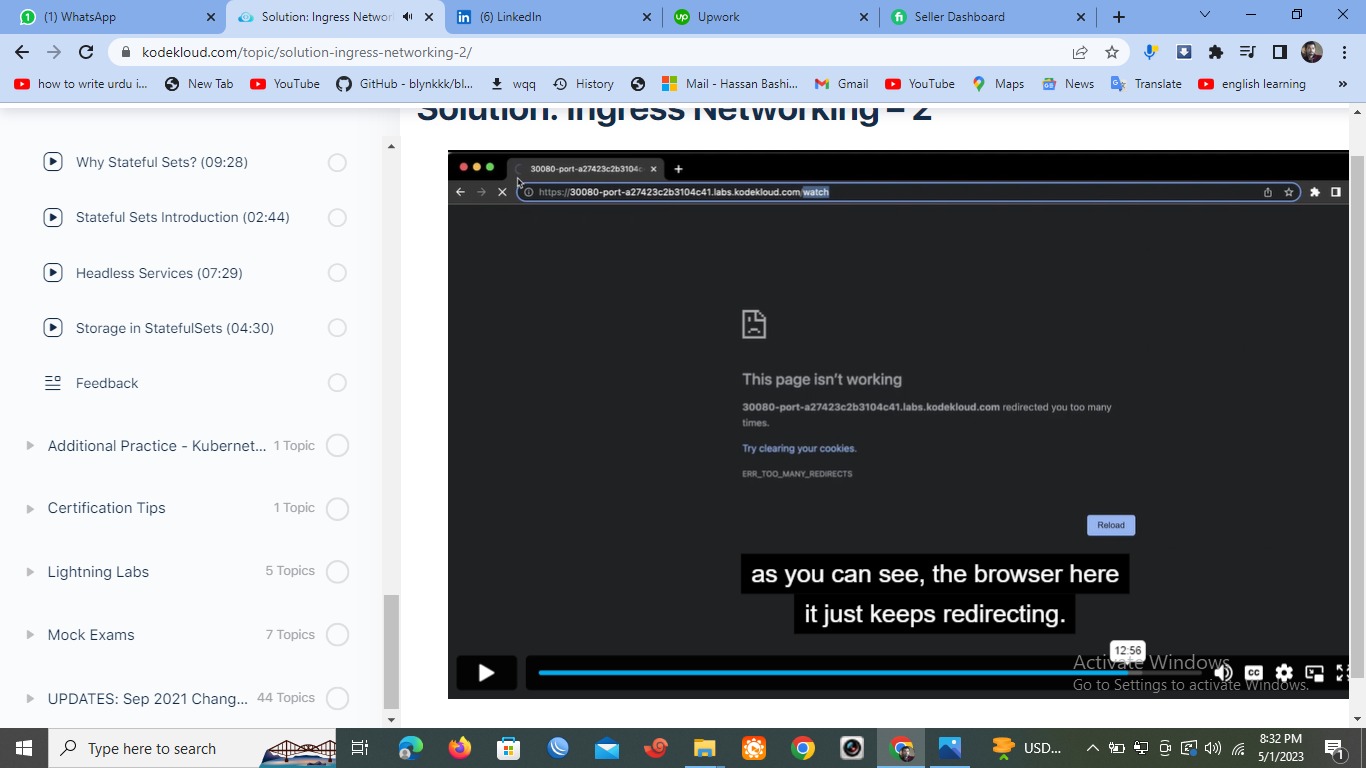 (1) WhatsApp
Solution: Ingress Networ
(6) LinkedIn
Upwork
Seller Dashboard
kodekloud.com/topic/solution-ingress-networking-2/
how to write urdu i...
New Tab
YouTube
GitHub - blynkkk/bl...
wqq
History
Mail - Hassan Bashi...
Gmail
YouTube
Maps
News
Translate
english learning
Solution: Ingress Networking – 2
Why Stateful Sets? (09:28)
Stateful Sets Introduction (02:44)
Headless Services (07:29)
Storage in StatefulSets (04:30)
Feedback
Additional Practice - Kubernet... 1 Topic
Certification Tips 1 Topic
Lightning Labs 5 Topics
Mock Exams 7 Topics
UPDATES: Sep 2021 Chang... 44 Topics
30080-port-a27423c2b3104c
https://30080-port-a27423c2b3104c41.labs.kodekloud.com/watch
This page isn't working
30080-port-a27423c2b3104c41.labs.kodekloud.com redirected you too many
times.
Try clearing your cookies.
ERR_TOO_MANY_REDIRECTS
Reload
as you can see, the browser here
it just keeps redirecting.
12:56
CC
Activate Windows
Go to Settings to activate Windows.
Type here to search
USD...
8:32 PM
5/1/2023
1